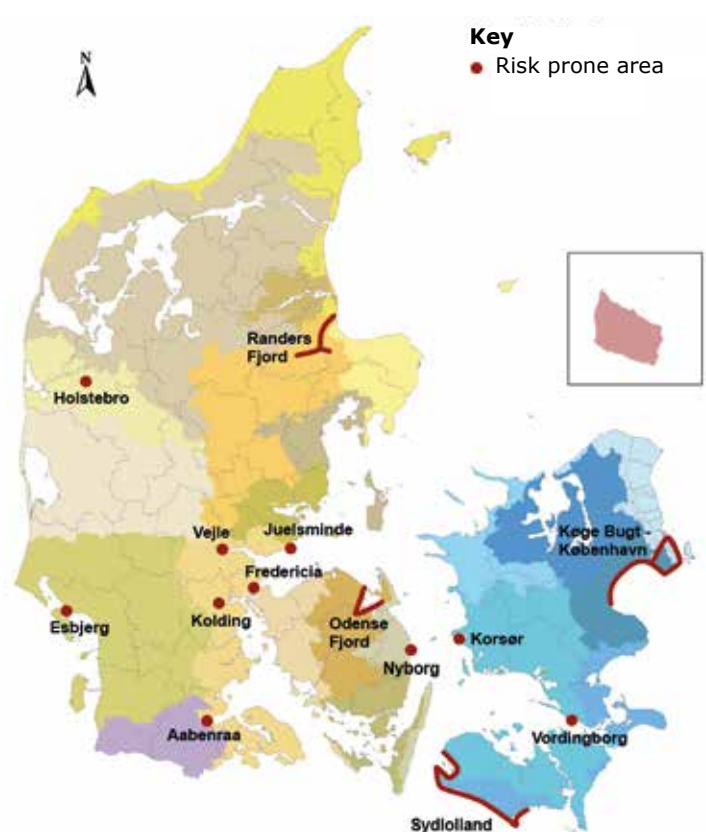 Key
Risk prone area
N
Randers
Fjord
Holstebro
Køge Bugt -
København
Vejle
Juelsminde
Fredericia
Kolding
Esbjerg
Odense
Fjord
Korsør
Nyborg
Aabenraa
Vordingborg
Sydlolland